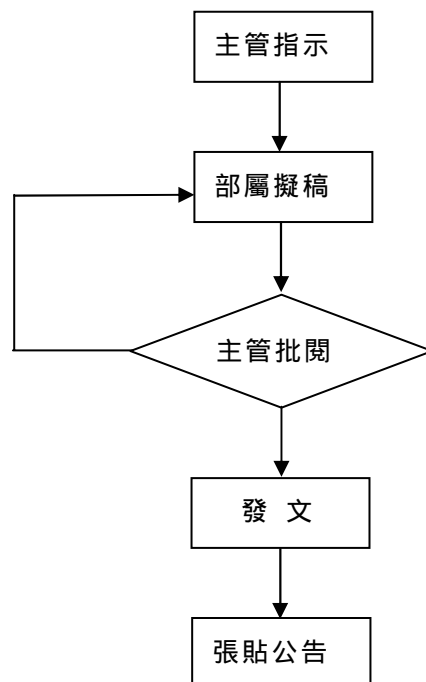 主管指示
部屬擬稿
主管批閱
發 文
張貼公告